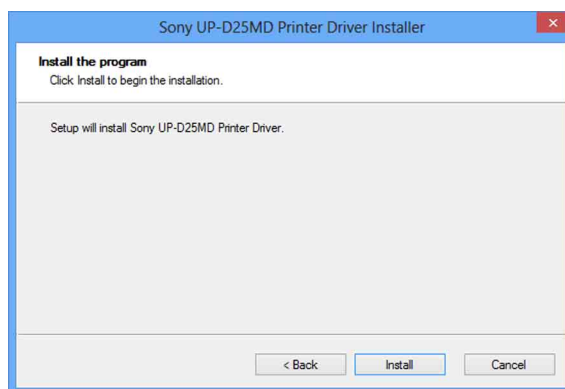 Sony UP-D25MD Printer Driver Installer
Install the program
Click Install to begin the installation.
Setup will install Sony UP-D25MD Printer Driver.
< Back Install Cancel